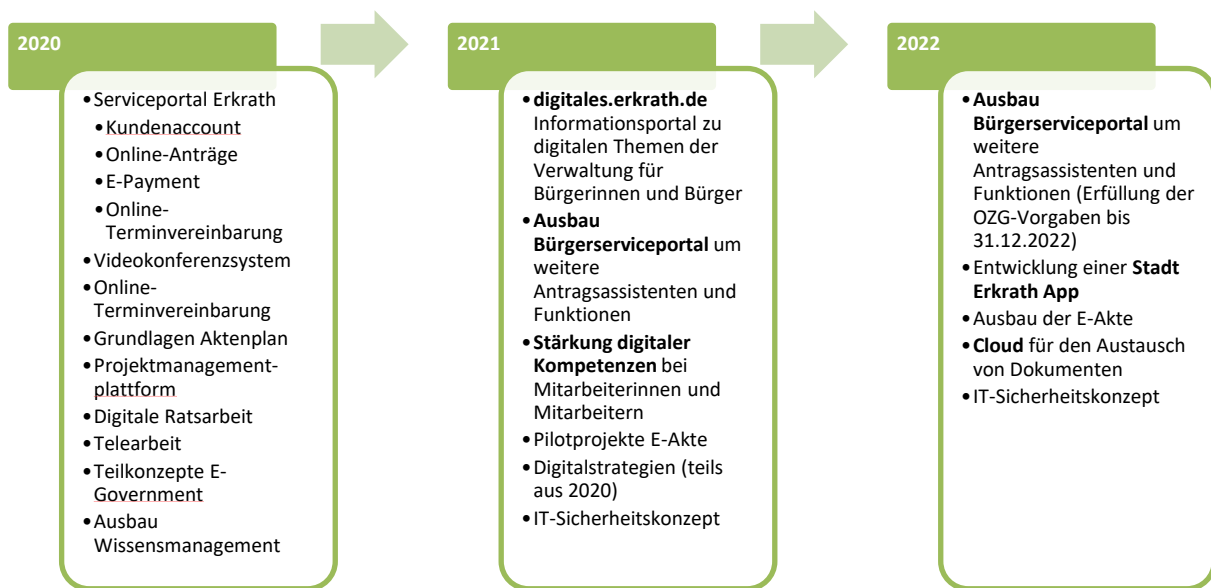 2020
•Serviceportal Erkrath
•Kundenaccount
•Online-Anträge
•E-Payment
•Online-
Terminvereinbarung
•Videokonferenzsystem
•Online-
Terminvereinbarung
•Grundlagen Aktenplan
•Projektmanagement-
plattform
•Digitale Ratsarbeit
•Telearbeit
•Teilkonzepte E-
Government
•Ausbau
Wissensmanagement
2021
•digitales.erkrath.de
Informationsportal zu
digitalen Themen der
Verwaltung für
Bürgerinnen und Bürger
•Ausbau
Bürgerserviceportal um
weitere
Antragsassistenten und
Funktionen
•Stärkung digitaler
Kompetenzen bei
Mitarbeiterinnen und
Mitarbeitern
•Pilotprojekte E-Akte
•Digitalstrategien (teils
aus 2020)
•IT-Sicherheitskonzept
2022
•Ausbau
Bürgerserviceportal um
weitere
Antragsassistenten und
Funktionen (Erfüllung der
OZG-Vorgaben bis
31.12.2022)
•Entwicklung einer Stadt
Erkrath App
•Ausbau der E-Akte
•Cloud für den Austausch
von Dokumenten
•IT-Sicherheitskonzept